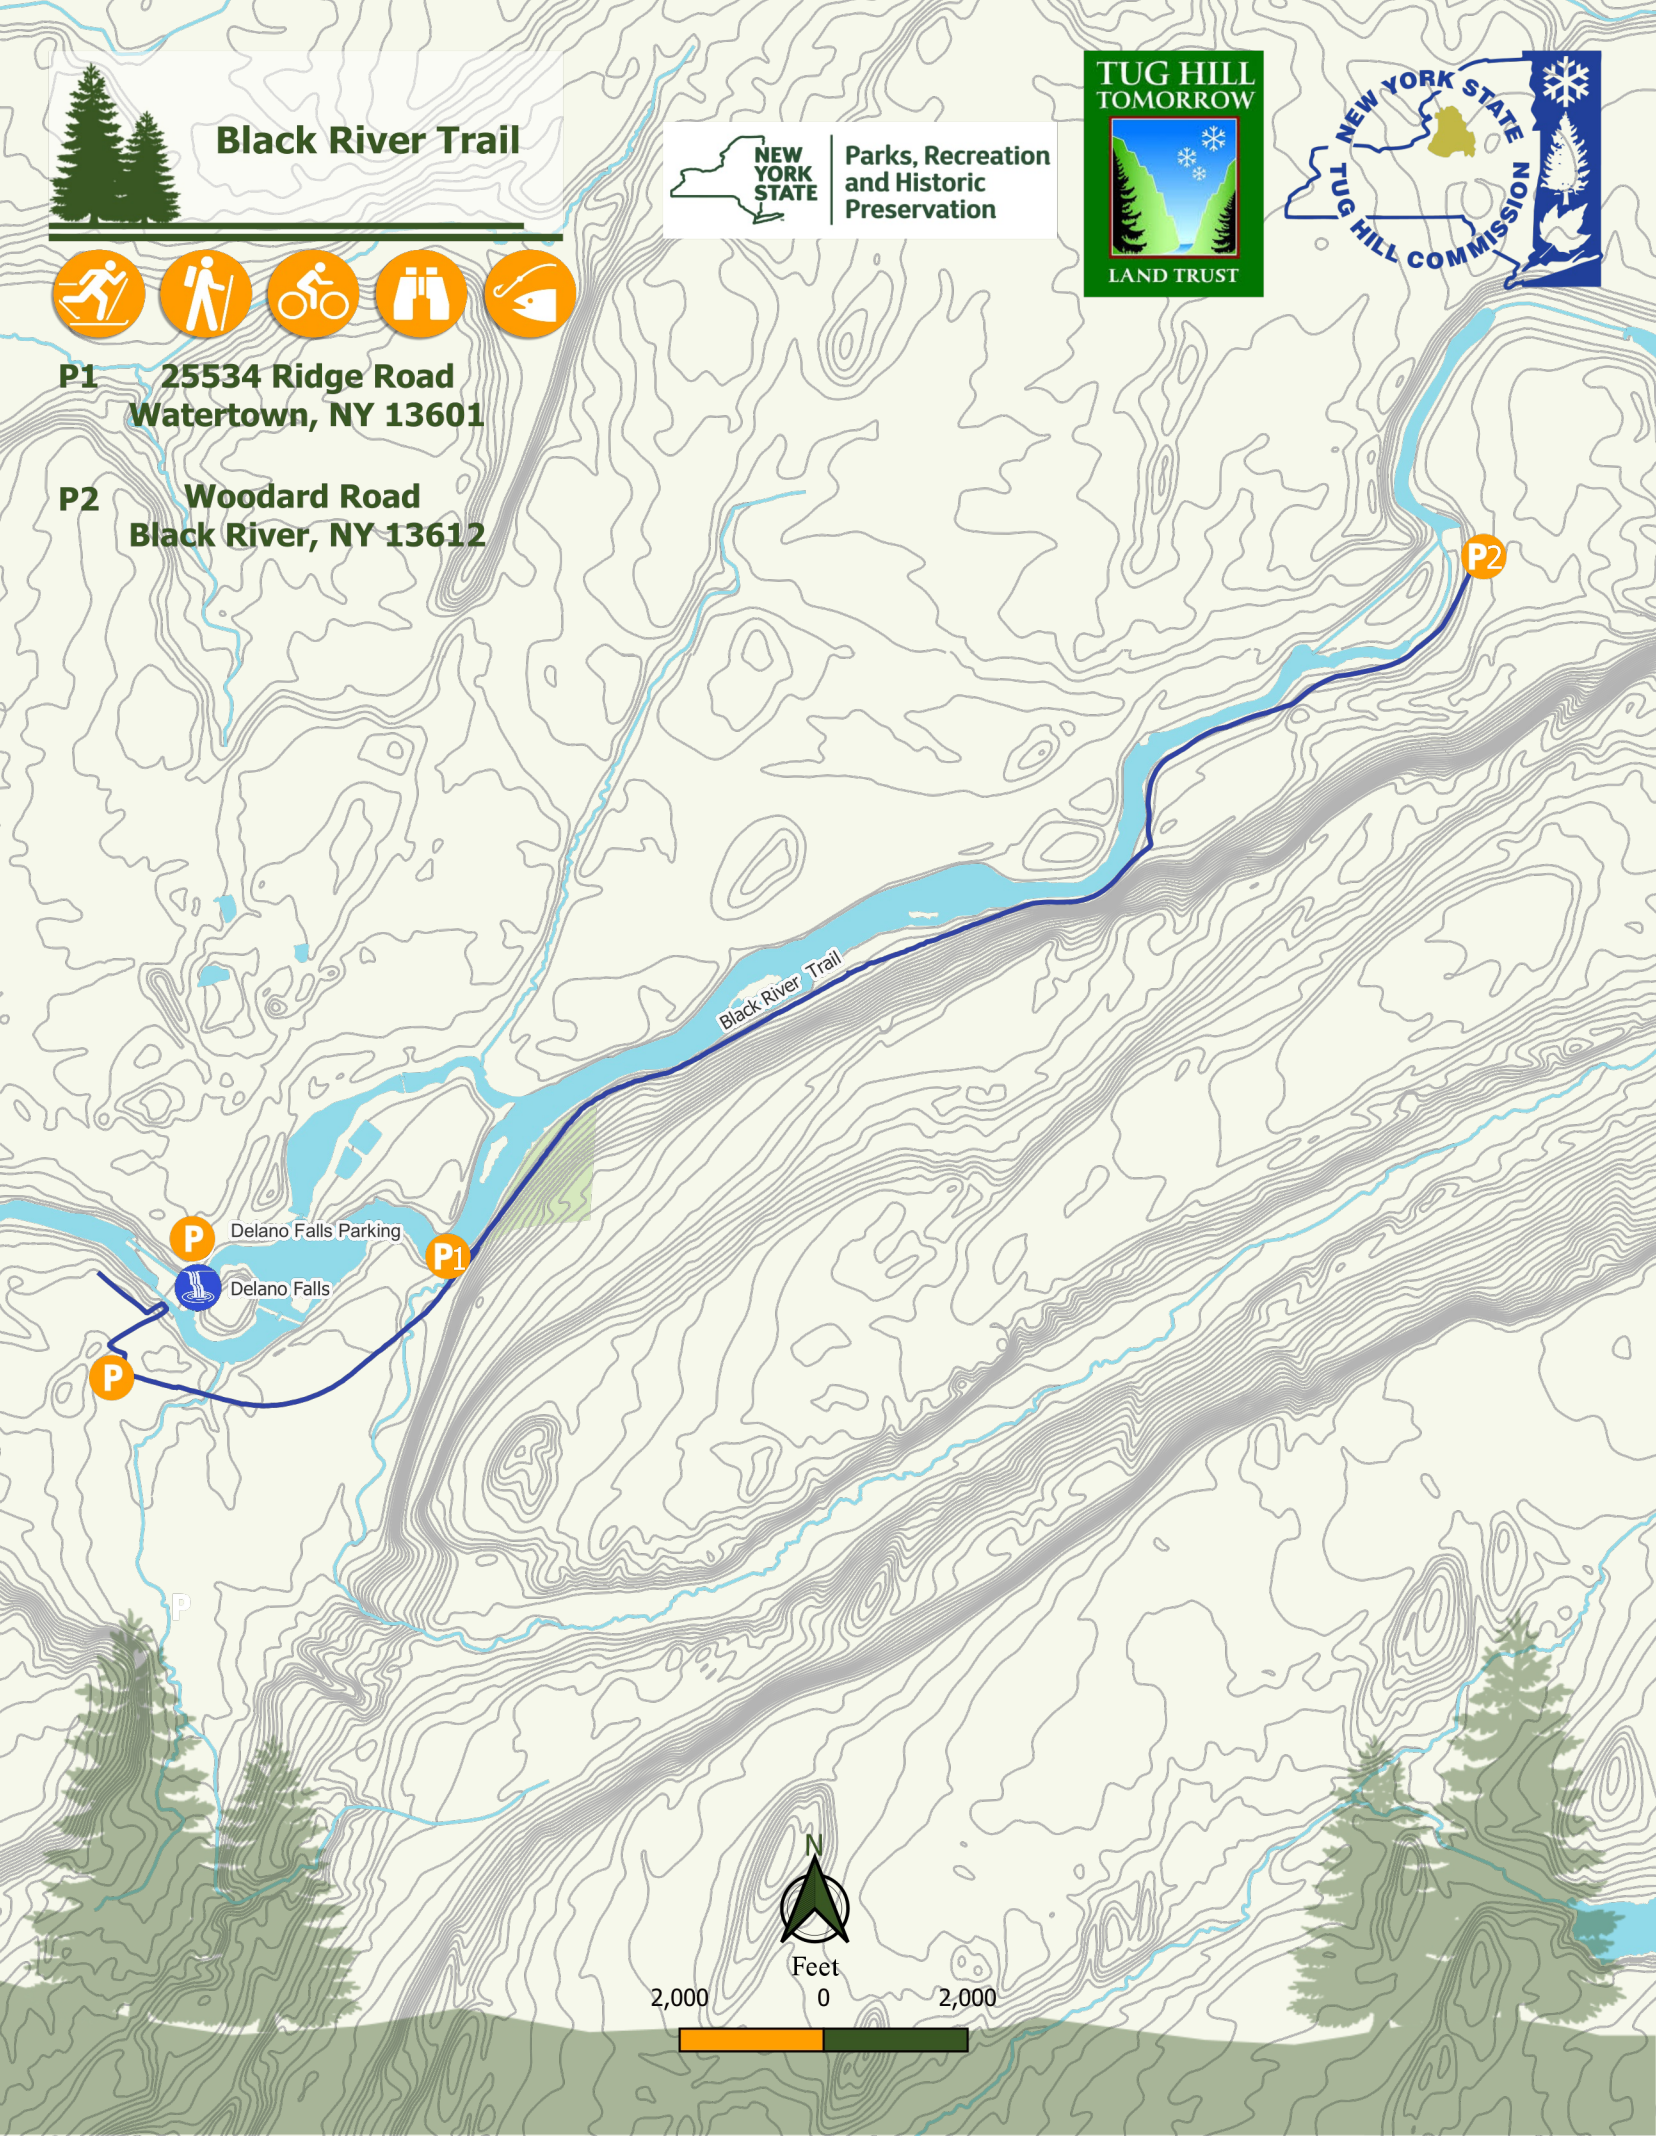 Black River Trail
NEW
YORK
STATE
Parks, Recreation
and Historic
Preservation
TUG HILL
TOMORROW
LAND TRUST
NEW YORK STATE
TUG HILL COMMISSION
P1 25534 Ridge Road
Watertown, NY 13601
P2 Woodard Road
Black River, NY 13612
P2
Black River Trail
P
Delano Falls Parking
P1
Delano Falls
P
P
N
Feet
2,000 0 2,000